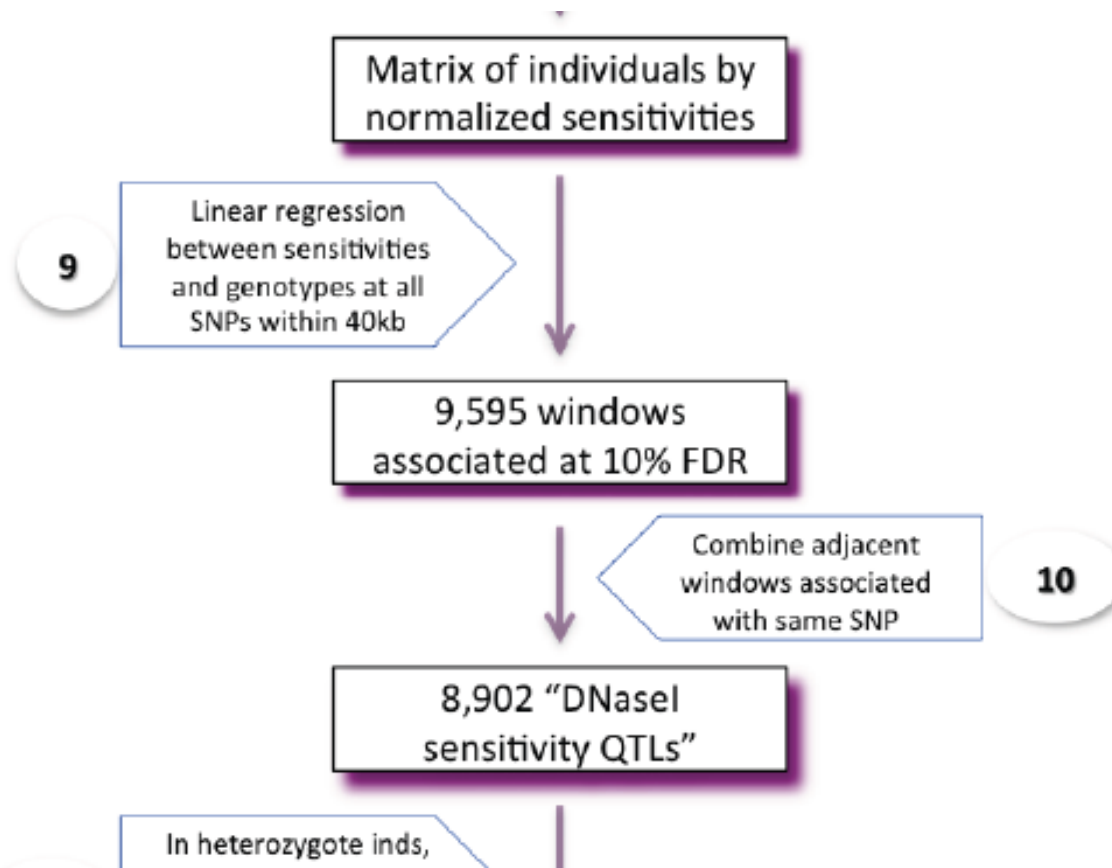 Matrix of individuals by
normalized sensitivities
9
Linear regression
between sensitivities
and genotypes at all
SNPs within 40kb
9,595 windows
associated at 10% FDR
Combine adjacent
windows associated
with same SNP
10
8,902 “DNaseI
sensitivity QTLs”
In heterozygote inds,